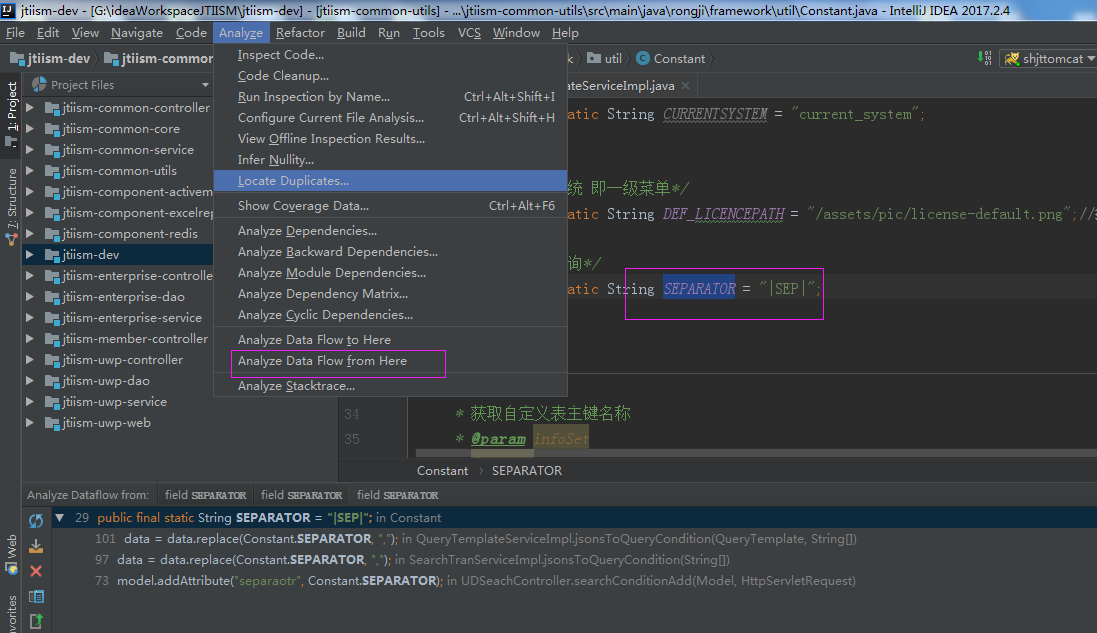 jtiism-dev - [G:\ideaWorkspaceJTIISM\jtiism-dev] - [jtiism-common-utils] - ...\jtiism-common-utils\src\main\java\rongji\framework\util\Constant.java - IntelliJ IDEA 2017.2.4
File Edit View Navigate Code Analyze Refactor Build Run Tools VCS Window Help
jtiism-dev jtiism-common k util Constant shjttomcat
Project Files ateServiceImpl.java
1: Project
7: Structure
Web
vorites
jtiism-common-controller
jtiism-common-core
jtiism-common-service
jtiism-common-utils
jtiism-component-activem
jtiism-component-excelrep
jtiism-component-redis
jtiism-dev
jtiism-enterprise-controlle
jtiism-enterprise-dao
jtiism-enterprise-service
jtiism-member-controller
jtiism-uwp-controller
jtiism-uwp-dao
jtiism-uwp-service
jtiism-uwp-web
Inspect Code...
Code Cleanup...
Run Inspection by Name... Ctrl+Alt+Shift+I
Configure Current File Analysis... Ctrl+Alt+Shift+H
View Offline Inspection Results...
Infer Nullity...
Locate Duplicates...
Show Coverage Data... Ctrl+Alt+F6
Analyze Dependencies...
Analyze Backward Dependencies...
Analyze Module Dependencies...
Analyze Dependency Matrix...
Analyze Cyclic Dependencies...
Analyze Data Flow to Here
Analyze Data Flow from Here
Analyze Stacktrace...
atic String CURRENTSYSTEM = "current_system";
统 即一级菜单*/
atic String DEF_LICENCEPATH = "/assets/pic/license-default.png";//
询*/
atic String SEPARATOR = "|SEP|";
34 * 获取自定义表主键名称
35 * @param infoSet
Constant › SEPARATOR
Analyze Dataflow from: field SEPARATOR field SEPARATOR field SEPARATOR
29 public final static String SEPARATOR = "|SEP|"; in Constant
101 data = data.replace(Constant.SEPARATOR, ","); in QueryTemplateServiceImpl.jsonsToQueryCondition(QueryTemplate, String[])
97 data = data.replace(Constant.SEPARATOR, ","); in SearchTranServiceImpl.jsonsToQueryCondition(String[])
73 model.addAttribute("separaotr", Constant.SEPARATOR); in UDSeachController.searchConditionAdd(Model, HttpServletRequest)